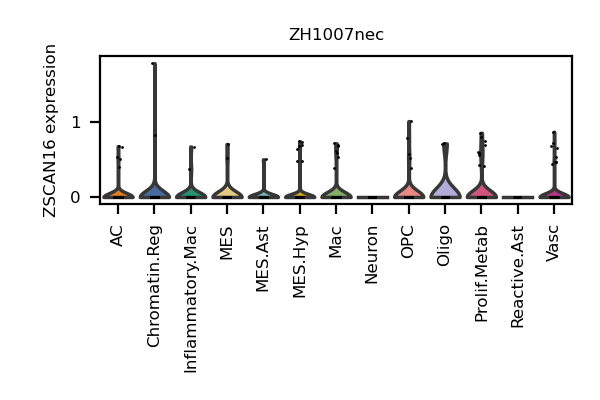 ZH1007nec
ZSCAN16 expression
1
0
AC
Chromatin.Reg
Inflammatory.Mac
MES
MES.Ast
MES.Hyp
Mac
Neuron
OPC
Oligo
Prolif.Metab
Reactive.Ast
Vasc